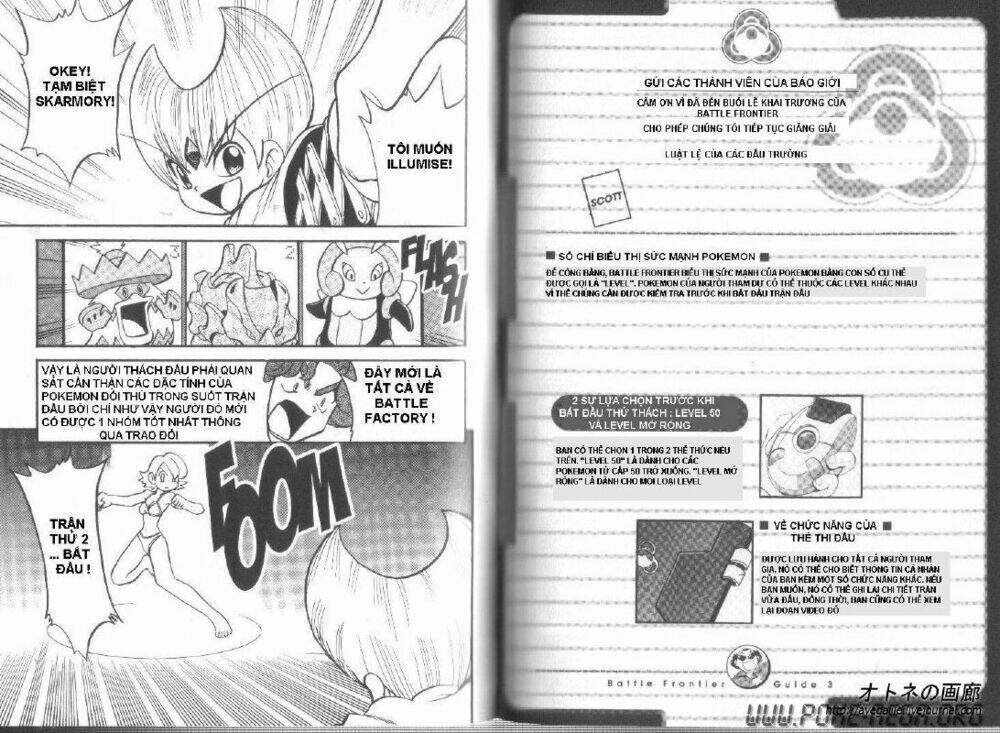 OKEY!
TẠM BIỆT
SKARMORY!
TÔI MUỐN
ILLUMISE!
3
2
FLASH
VẬY LÀ NGƯỜI THÁCH ĐẤU PHẢI QUAN
SÁT CẨN THẬN CÁC ĐẶC TÍNH CỦA
POKEMON ĐỐI THỦ TRONG SUỐT TRẬN
ĐẤU BỞI CHỈ NHƯ VẬY NGƯỜI ĐÓ MỚI
CÓ ĐƯỢC 1 NHÓM TỐT NHẤT THÔNG
QUA TRAO ĐỔI
ĐÂY MỚI LÀ
TẤT CẢ VỀ
BATTLE
FACTORY !
FOOM
TRẬN
THỨ 2
... BẮT
ĐẦU !
GỬI CÁC THÀNH VIÊN CỦA BÁO GIỚI
CẢM ƠN VÌ ĐÃ ĐẾN BUỔI LỄ KHAI TRƯƠNG CỦA
BATTLE FRONTIER
CHO PHÉP CHÚNG TÔI TIẾP TỤC GIẢNG GIẢI
LUẬT LỆ CỦA CÁC ĐẤU TRƯỜNG
SCOTT
SỐ CHỈ BIỂU THỊ SỨC MẠNH POKEMON
ĐỂ CÔNG BẰNG, BATTLE FRONTIER BIỂU THỊ SỨC MẠNH CỦA POKEMON BẰNG CON SỐ CỤ THỂ
ĐƯỢC GỌI LÀ "LEVEL". POKEMON CỦA NGƯỜI THAM DỰ CÓ THỂ THUỘC CÁC LEVEL KHÁC NHAU
VÌ THẾ CHÚNG CẦN ĐƯỢC KIỂM TRA TRƯỚC KHI BẮT ĐẦU TRẬN ĐẤU
2 SỰ LỰA CHỌN TRƯỚC KHI
BẮT ĐẦU THỬ THÁCH : LEVEL 50
VÀ LEVEL MỞ RỘNG
BẠN CÓ THỂ CHỌN 1 TRONG 2 THỂ THỨC NÊU
TRÊN. "LEVEL 50" LÀ DÀNH CHO CÁC
POKEMON TỪ CẤP 50 TRỞ XUỐNG. "LEVEL MỞ
RỘNG" LÀ DÀNH CHO MỌI LOẠI LEVEL
VỀ CHỨC NĂNG CỦA
THẺ THI ĐẤU
ĐƯỢC LƯU HÀNH CHO TẤT CẢ NGƯỜI THAM
GIA. NÓ CÓ THỂ CHO BIẾT THÔNG TIN CÁ NHÂN
CỦA BẠN KÈM MỘT SỐ CHỨC NĂNG KHÁC. NẾU
BẠN MUỐN, NÓ CÓ THỂ GHI LẠI CHI TIẾT TRẬN
VỪA ĐẤU, ĐỒNG THỜI, BẠN CŨNG CÓ THỂ XEM
LẠI ĐOẠN VIDEO ĐÓ
Battle Frontier Guide 3
オトネの画廊